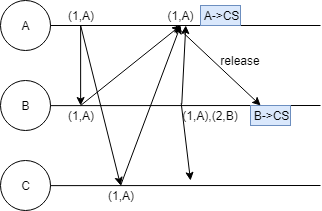 A
(1,A)
(1,A)
A->CS
release
B
(1,A)
(1,A),(2,B)
B->CS
C
(1,A)